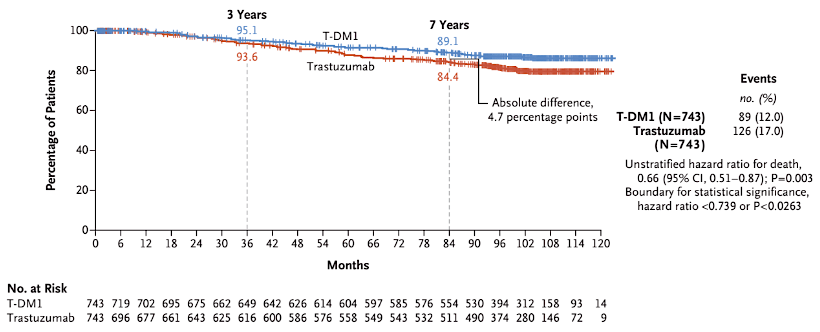 3 Years
7 Years
95.1
T-DM1
89.1
93.6
Trastuzumab
84.4
Absolute difference,
4.7 percentage points
Percentage of Patients
100
80
60
40
20
0
0 6 12 18 24 30 36 42 48 54 60 66 72 78 84 90 96 102 108 114 120
Months
Events
no. (%)
T-DM1 (N=743) 89 (12.0)
Trastuzumab 126 (17.0)
(N=743)
Unstratified hazard ratio for death,
0.66 (95% CI, 0.51–0.87); P=0.003
Boundary for statistical significance,
hazard ratio <0.739 or P<0.0263
No. at Risk
T-DM1 743 719 702 695 675 662 649 642 626 614 604 597 585 576 554 530 394 312 158 93 14
Trastuzumab 743 696 677 661 643 625 616 600 586 576 558 549 543 532 511 490 374 280 146 72 9